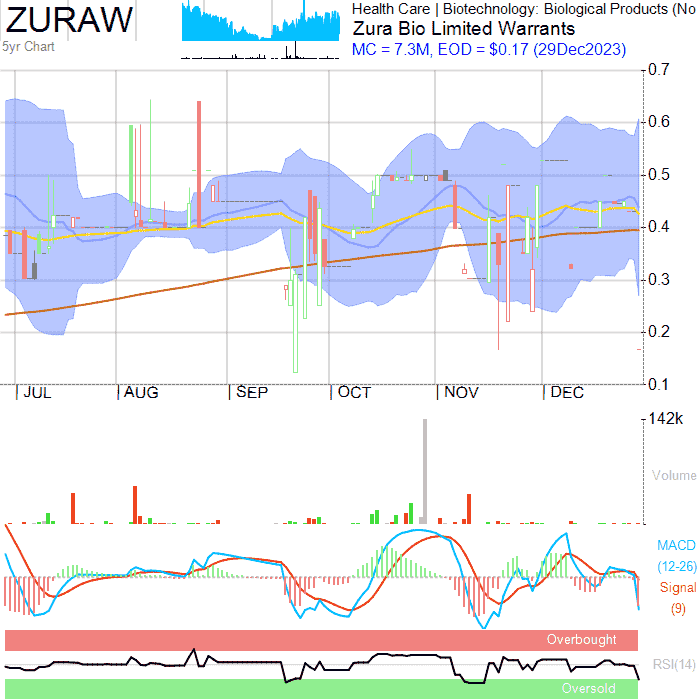 ZURAW
5yr Chart
Health Care | Biotechnology: Biological Products (No
Zura Bio Limited Warrants
MC = 7.3M, EOD = $0.17 (29Dec2023)
0.7
0.6
0.5
0.4
0.3
0.2
0.1
JUL AUG SEP OCT NOV DEC
142k
Volume
MACD
(12-26)
Signal
(9)
Overbought
RSI(14)
Oversold